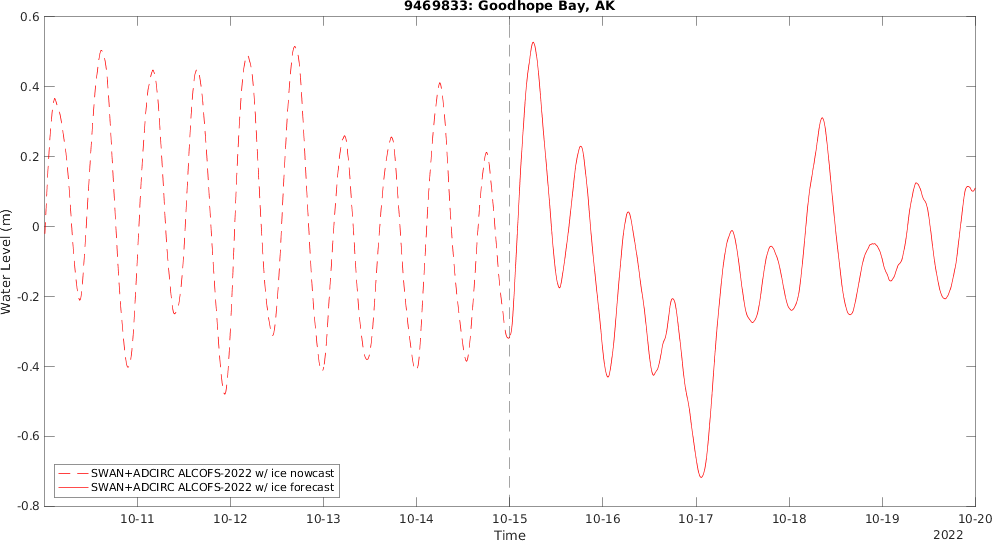 9469833: Goodhope Bay, AK
0.6
0.4
0.2
0
-0.2
-0.4
-0.6
-0.8
Water Level (m)
SWAN+ADCIRC ALCOFS-2022 w/ ice nowcast
SWAN+ADCIRC ALCOFS-2022 w/ ice forecast
10-11 10-12 10-13 10-14 10-15 10-16 10-17 10-18 10-19 10-20
Time
2022